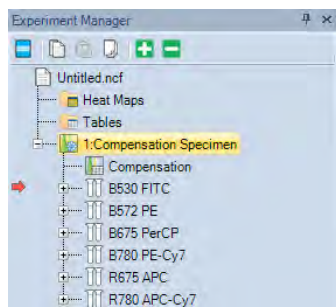 Experiment Manager
Untitled.ncf
Heat Maps
Tables
1:Compensation Specimen
Compensation
B530 FITC
B572 PE
B675 PerCP
B780 PE-Cy7
R675 APC
R780 APC-Cy7